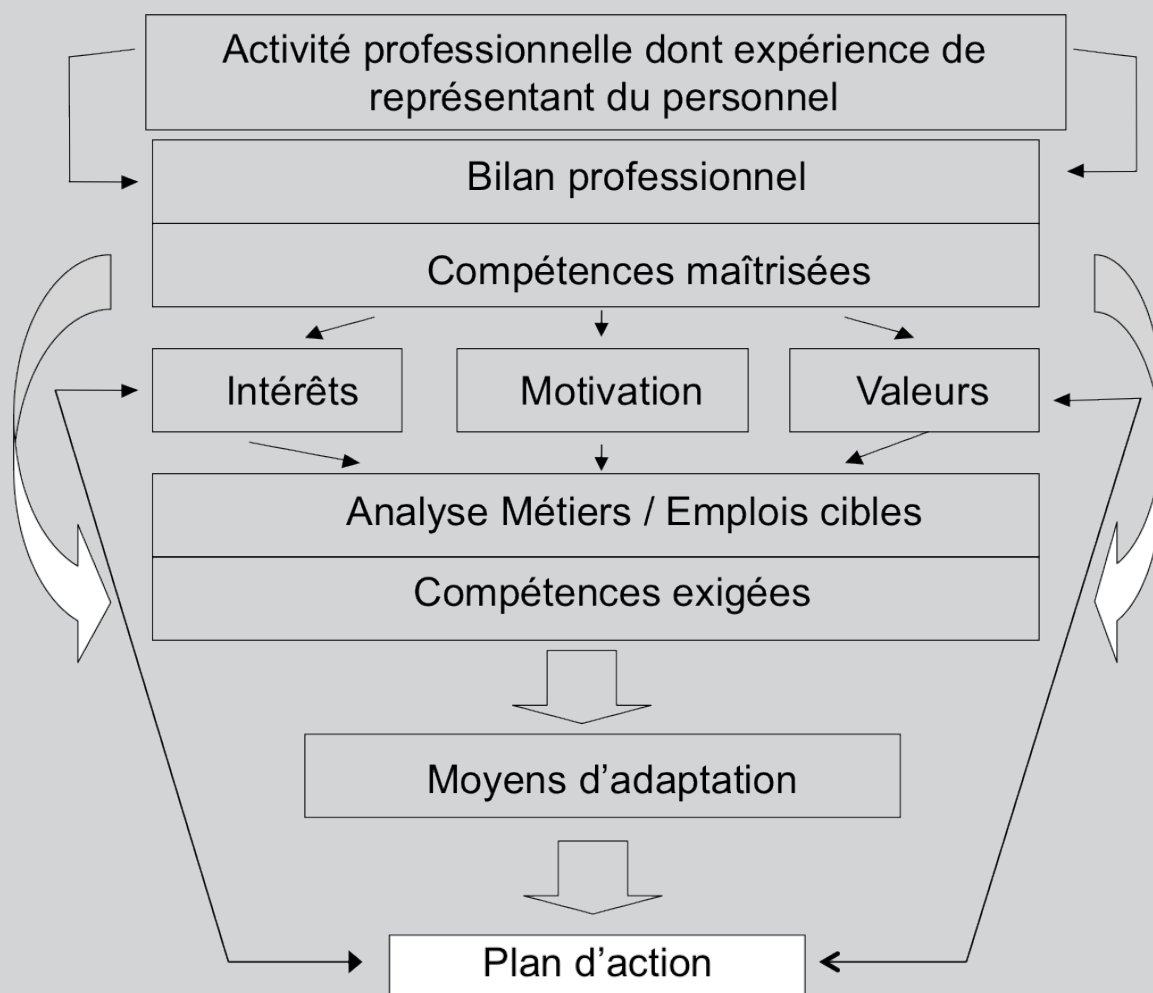 Activité professionnelle dont expérience de
représentant du personnel
Bilan professionnel
Compétences maîtrisées
Intérêts
Motivation
Valeurs
Analyse Métiers / Emplois cibles
Compétences exigées
Moyens d’adaptation
Plan d’action